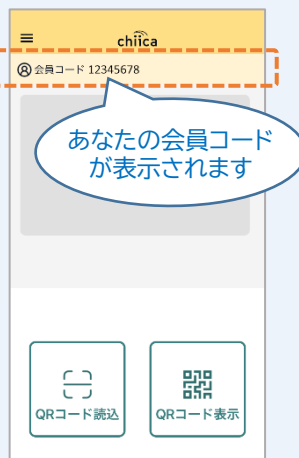 chiica
会員コード 12345678
あなたの会員コード
が表示されます
QRコード読込
QRコード表示